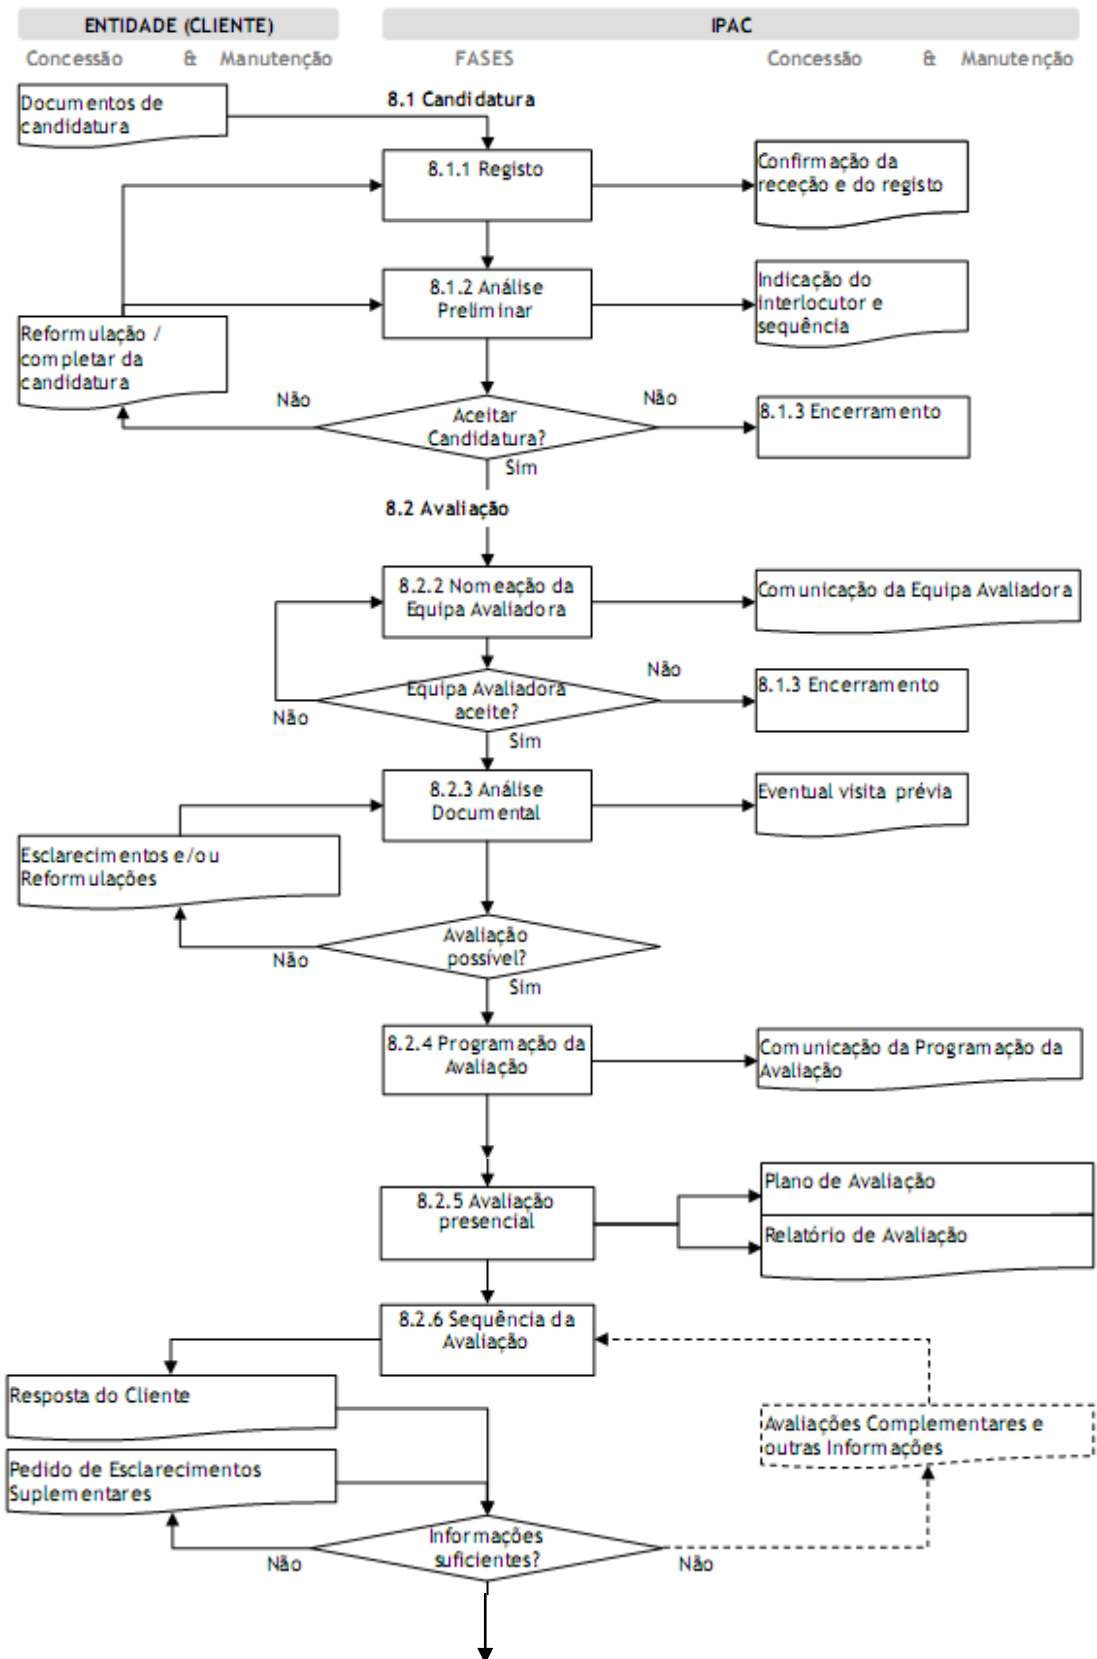 ENTIDADE (CLIENTE)
IPAC
Concessão & Manutenção
FASES
Concessão & Manutenção
Documentos de
candidatura
8.1 Candidatura
8.1.1 Registo
Confirmação da
receção e do registo
8.1.2 Análise
Preliminar
Indicação do
interlocutor e
sequência
Reformulação /
completar da
candidatura
Não
Aceitar
Candidatura?
Não
8.1.3 Encerramento
Sim
8.2 Avaliação
8.2.2 Nomeação da
Equipa Avaliadora
Comunicação da Equipa Avaliadora
Equipa Avaliadora
aceite?
Não
Não
8.1.3 Encerramento
Sim
8.2.3 Análise
Documental
Eventual visita prévia
Esclarecimentos e/ou
Reformulações
Avaliação
possível?
Não
Sim
8.2.4 Programação da
Avaliação
Comunicação da Programação da
Avaliação
8.2.5 Avaliação
presencial
Plano de Avaliação
Relatório de Avaliação
8.2.6 Sequência da
Avaliação
Resposta do Cliente
Avaliações Complementares e
outras Informações
Pedido de Esclarecimentos
Suplementares
Informações
suficientes?
Não
Não